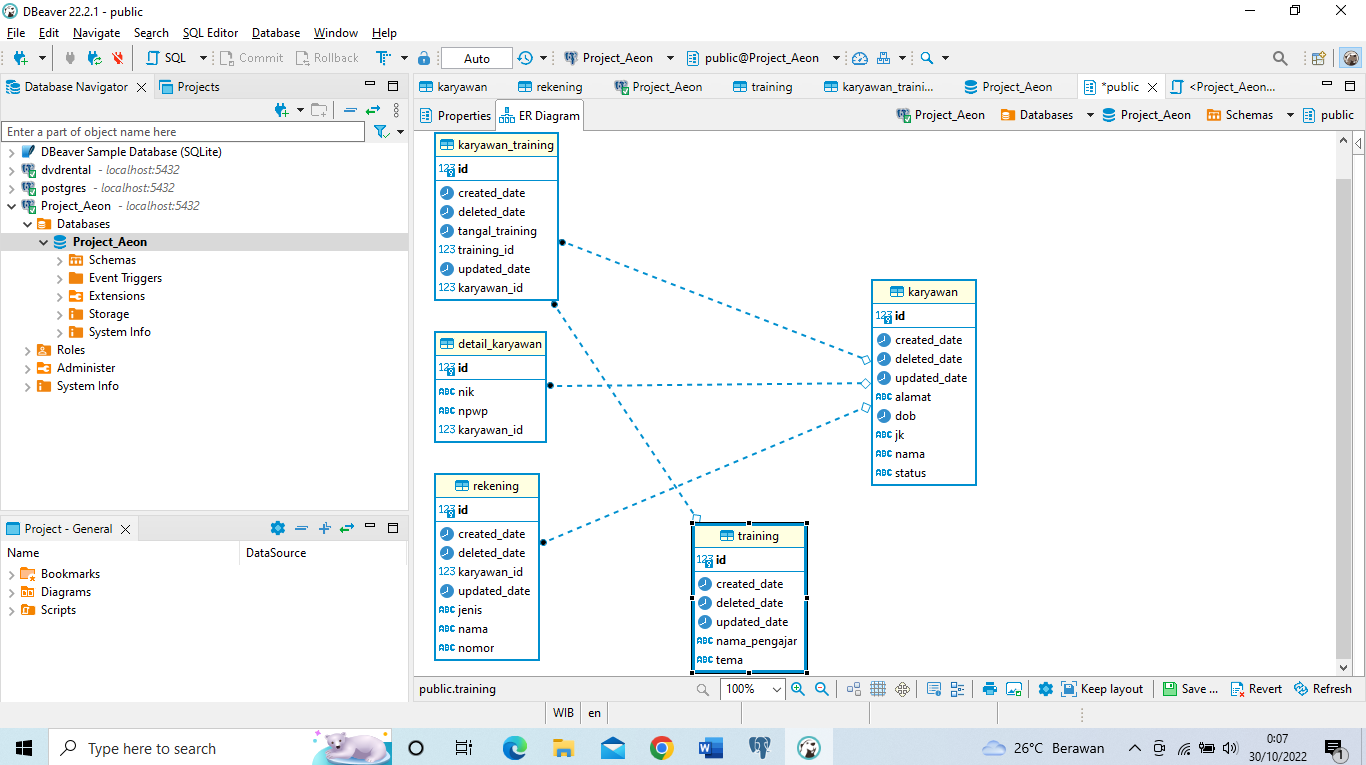 DBeaver 22.2.1 - public
File Edit Navigate Search SQL Editor Database Window Help
SQL Commit Rollback Auto Project_Aeon public@Project_Aeon
Database Navigator Projects
karyawan rekening Project_Aeon training karyawan_traini... Project_Aeon *public <Project_Aeon...
Properties ER Diagram Project_Aeon Databases Project_Aeon Schemas public
Enter a part of object name here
DBeaver Sample Database (SQLite)
dvdrental - localhost:5432
postgres - localhost:5432
Project_Aeon - localhost:5432
Databases
Project_Aeon
Schemas
Event Triggers
Extensions
Storage
System Info
Roles
Administer
System Info
Project - General
Name DataSource
Bookmarks
Diagrams
Scripts
karyawan_training
123 id
created_date
deleted_date
tangal_training
123 training_id
updated_date
123 karyawan_id
detail_karyawan
123 id
ABC nik
ABC npwp
123 karyawan_id
rekening
123 id
created_date
deleted_date
123 karyawan_id
updated_date
ABC jenis
ABC nama
ABC nomor
karyawan
123 id
created_date
deleted_date
updated_date
ABC alamat
dob
ABC jk
ABC nama
ABC status
training
123 id
created_date
deleted_date
updated_date
ABC nama_pengajar
ABC tema
public.training 100% Keep layout Save ... Revert Refresh
WIB en
Type here to search 26°C Berawan 0:07
30/10/2022
1